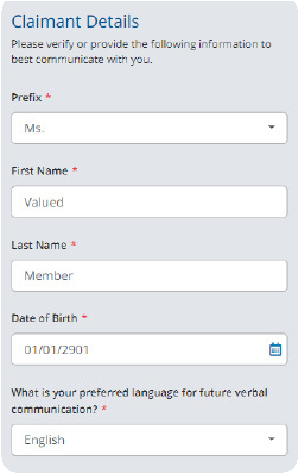 Claimant Details
Please verify or provide the following information to
best communicate with you.
Prefix *
Ms.
First Name *
Valued
Last Name *
Member
Date of Birth *
01/01/2901
What is your preferred language for future verbal
communication? *
English